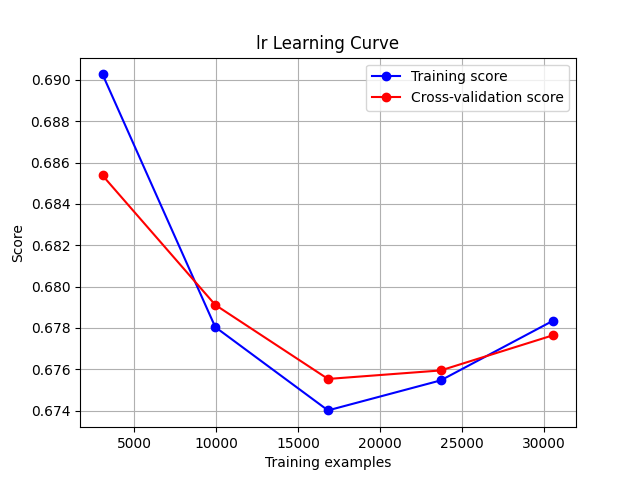 lr Learning Curve
Training score
Cross-validation score
Score
0.690
0.688
0.686
0.684
0.682
0.680
0.678
0.676
0.674
5000 10000 15000 20000 25000 30000
Training examples